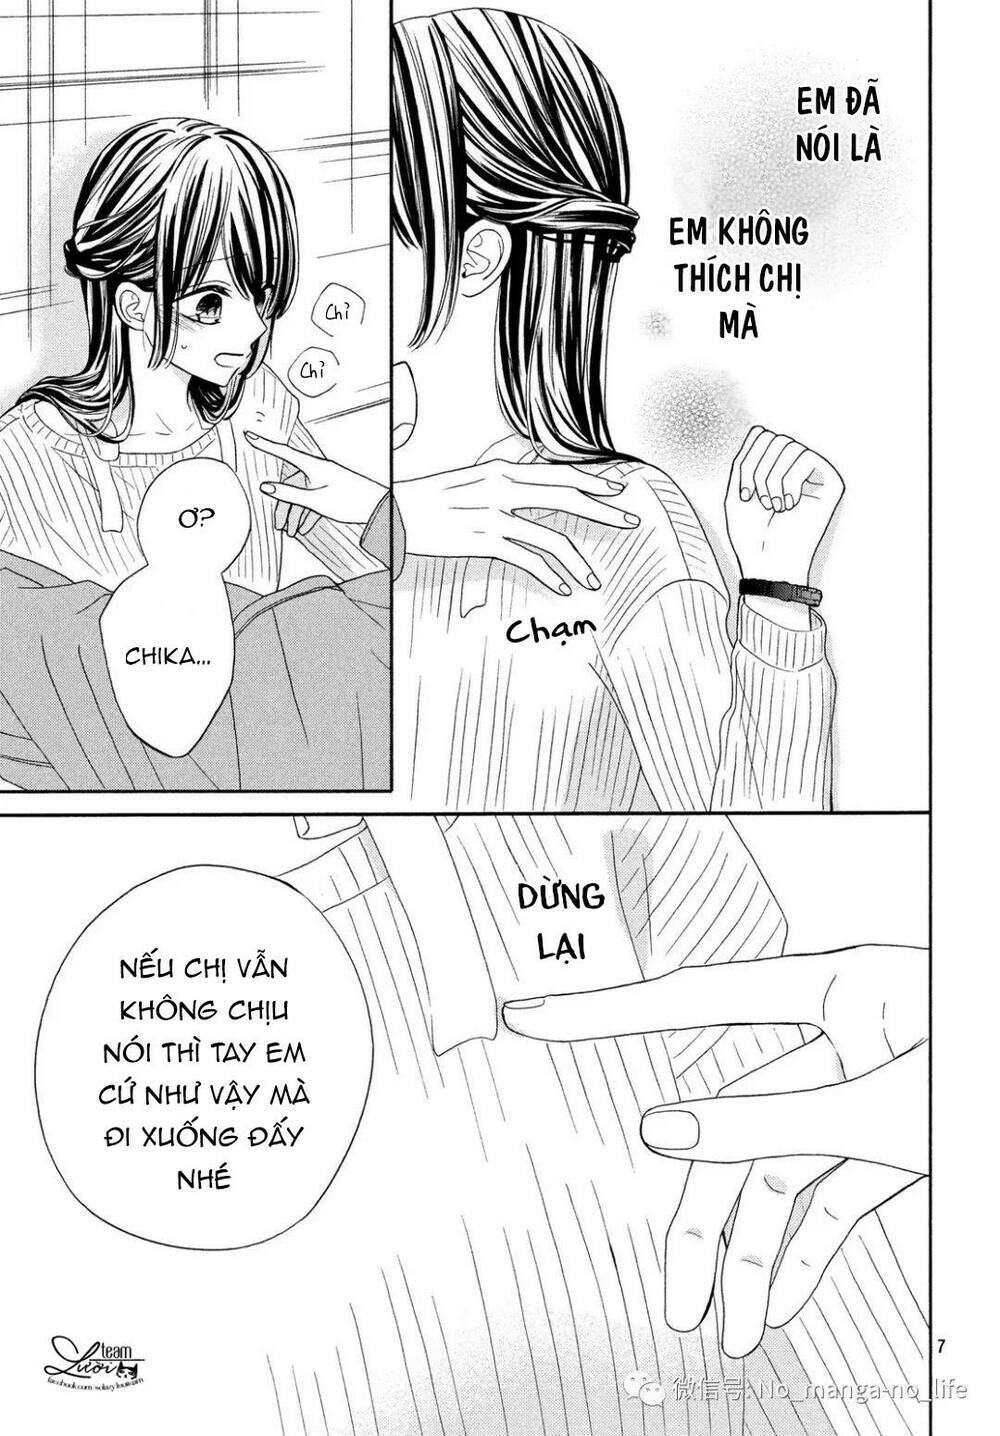 EM ĐÃ
NÓI LÀ
EM KHÔNG
THÍCH CHỊ
MÀ
Chạm
Chỉ
Chỉ
Ơ?
CHIKA...
DỪNG
LẠI
NẾU CHỊ VẪN
KHÔNG CHỊU
NÓI THÌ TAY EM
CỨ NHƯ VẬY MÀ
ĐI XUỐNG ĐẤY
NHÉ
7
team
Lười
微信号: No_manga-no_life